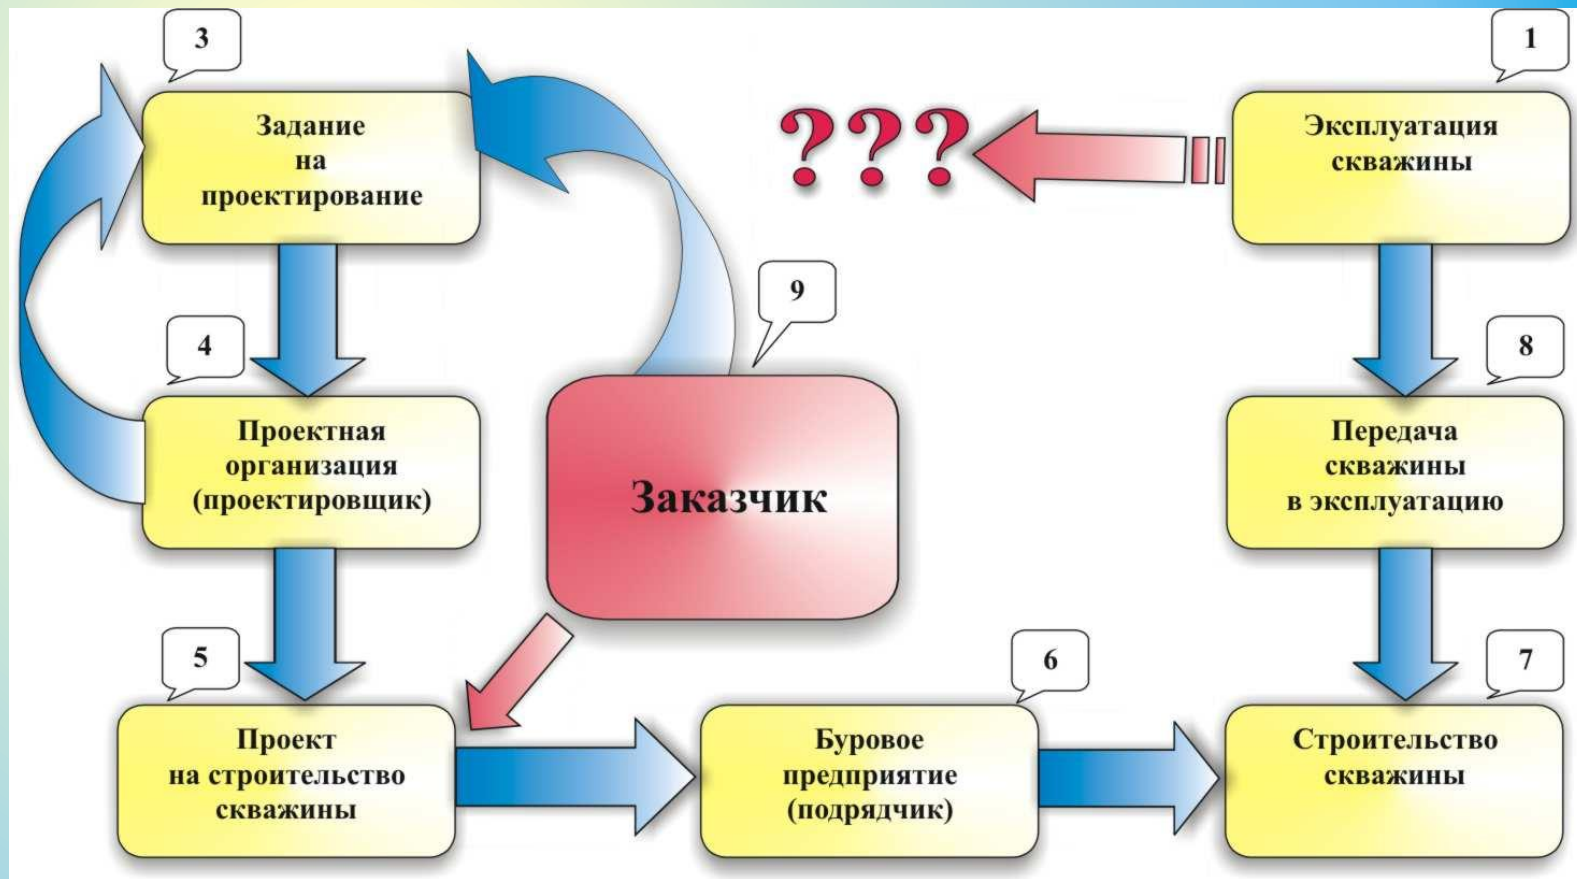 3
Задание
на
проектирование
???
1
Эксплуатация
скважины
9
4
Проектная
организация
(проектировщик)
Заказчик
8
Передача
скважины
в эксплуатацию
5
Проект
на строительство
скважины
6
Буровое
предприятие
(подрядчик)
7
Строительство
скважины